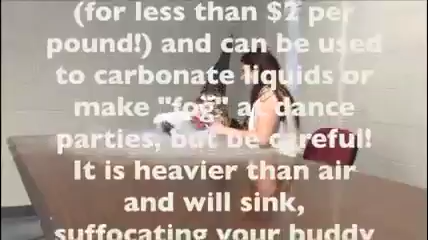 (for less than $2 per
pound!) and can be used
to carbonate liquids or
make "fog" at dance
parties, but be careful!
It is heavier than air
and will sink,
suffocating your buddy